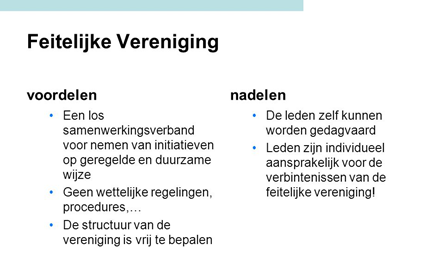 Feitelijke Vereniging
voordelen
• Een los
samenwerkingsverband
voor nemen van initiatieven
op geregelde en duurzame
wijze
• Geen wettelijke regelingen,
procedures,…
• De structuur van de
vereniging is vrij te bepalen
nadelen
• De leden zelf kunnen
worden gedagvaard
• Leden zijn individueel
aansprakelijk voor de
verbintenissen van de
feitelijke vereniging!